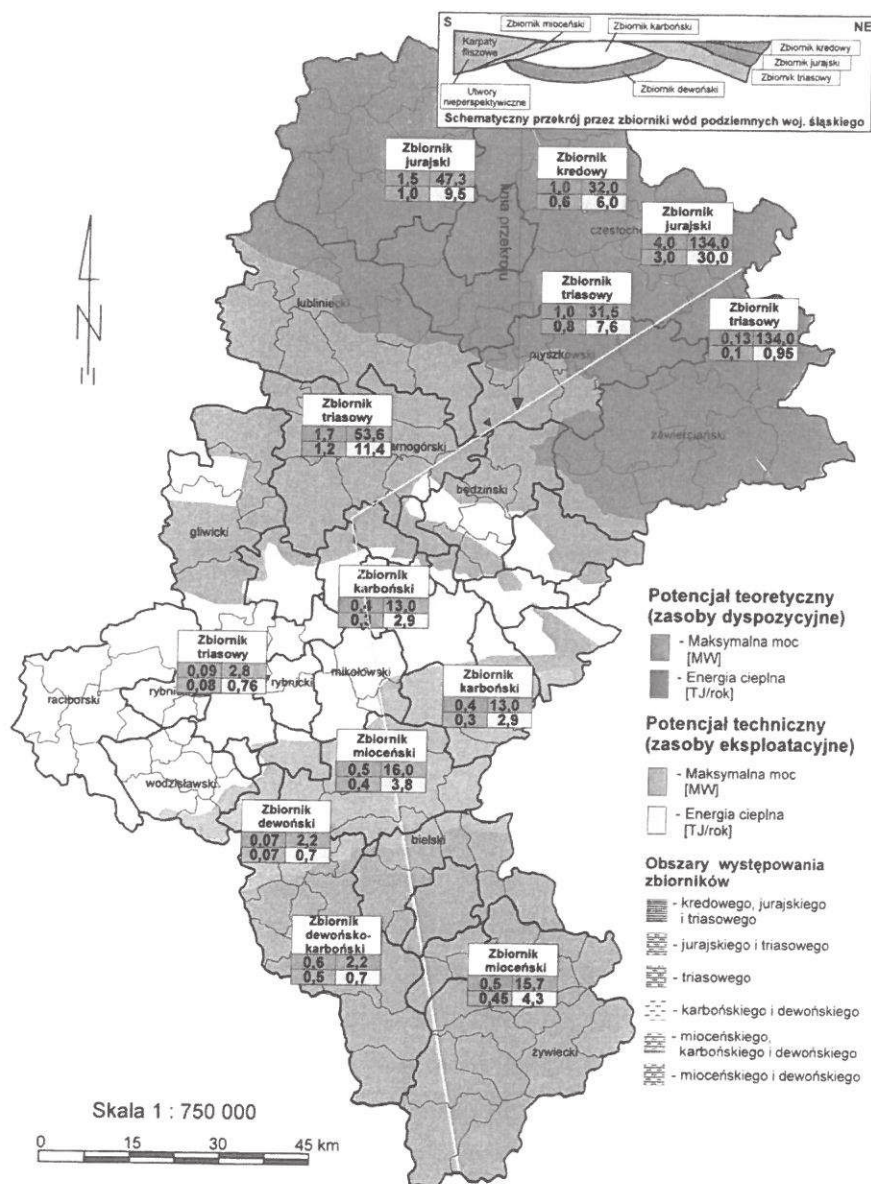 S
NE
Zbiornik mioceński
Zbiornik karboński
Karpaty
fliszowe
Zbiornik kredowy
Zbiornik jurajski
Zbiornik triasowy
Utwory
nieperspektywiczne
Zbiornik dewoński
Schematyczny przekrój przez zbiorniki wód podziemnych woj. śląskiego
Zbiornik
jurajski
1,5 47,3
1,0 9,5
Zbiornik
kredowy
1,0 32,0
0,6 6,0
linia przekroju
Zbiornik
jurajski
4,0 134,0
3,0 30,0
często
Zbiornik
triasowy
1,0 31,5
0,8 7,6
Zbiornik
triasowy
0,13 134,0
0,1 0,95
lubliniecki
myszkowski
Zbiornik
triasowy
1,7 53,6
1,2 11,4
arnogórski
zawierciański
będziński
gliwicki
Zbiornik
karboński
0,4 13,0
0,3 2,9
Zbiornik
triasowy
0,09 2,8
0,08 0,76
mikołowski
raciborski
rybnicki
Zbiornik
karboński
0,4 13,0
0,3 2,9
Zbiornik
mioceński
0,5 16,0
0,4 3,8
wodzisławski
Zbiornik
dewoński
0,07 2,2
0,07 0,7
bielski
Zbiornik
dewońsko-
karboński
0,6 2,2
0,5 0,7
Zbiornik
mioceński
0,5 15,7
0,45 4,3
żywiecki
Potencjał teoretyczny
(zasoby dyspozycyjne)
- Maksymalna moc
[MW]
- Energia cieplna
[TJ/rok]
Potencjał techniczny
(zasoby eksploatacyjne)
- Maksymalna moc
[MW]
- Energia cieplna
[TJ/rok]
Obszary występowania
zbiorników
- kredowego, jurajskiego
i triasowego
- jurajskiego i triasowego
- triasowego
- karbońskiego i dewońskiego
- mioceńskiego,
karbońskiego i dewońskiego
- mioceńskiego i dewońskiego
Skala 1 : 750 000
0 15 30 45 km